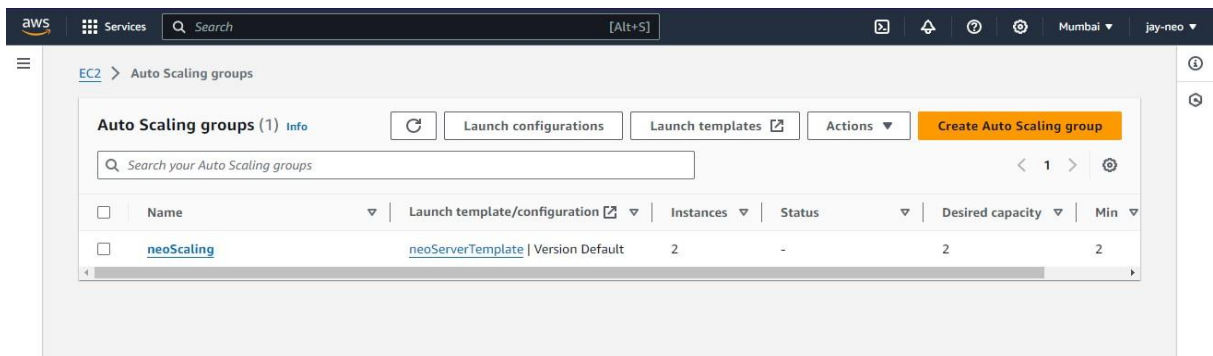 aws Services Search [Alt+S] Mumbai jay-neo
EC2 > Auto Scaling groups
Auto Scaling groups (1) Info Launch configurations Launch templates Actions Create Auto Scaling group
Search your Auto Scaling groups < 1 >
Name Launch template/configuration Instances Status Desired capacity Min
neoScaling neoServerTemplate | Version Default 2 - 2 2